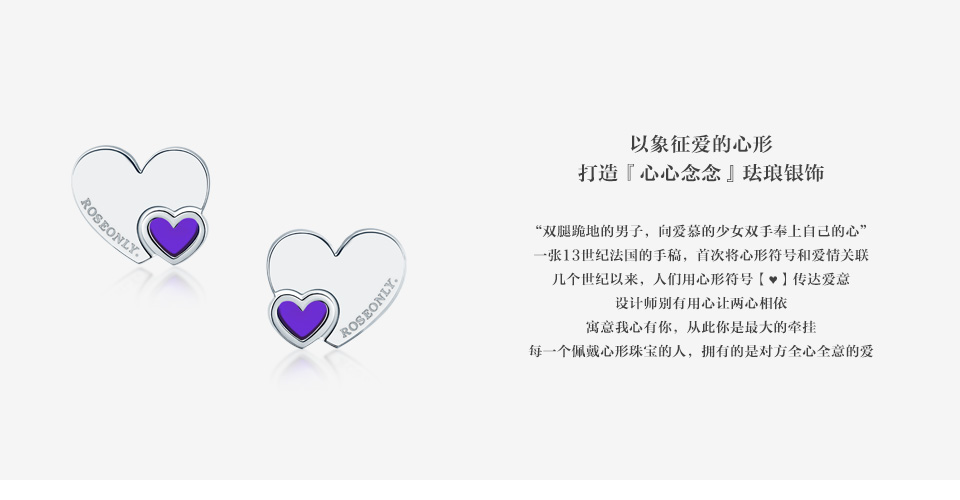 以象征爱的心形
打造『心心念念』珐琅银饰
“双腿跪地的男子，向爱慕的少女双手奉上自己的心”
一张13世纪法国的手稿，首次将心形符号和爱情关联
几个世纪以来，人们用心形符号【♥】传达爱意
设计师别有用心让两心相依
寓意我心有你，从此你是最大的牵挂
每一个佩戴心形珠宝的人，拥有的是对方全心全意的爱
ROSEONLY.
ROSEONLY.